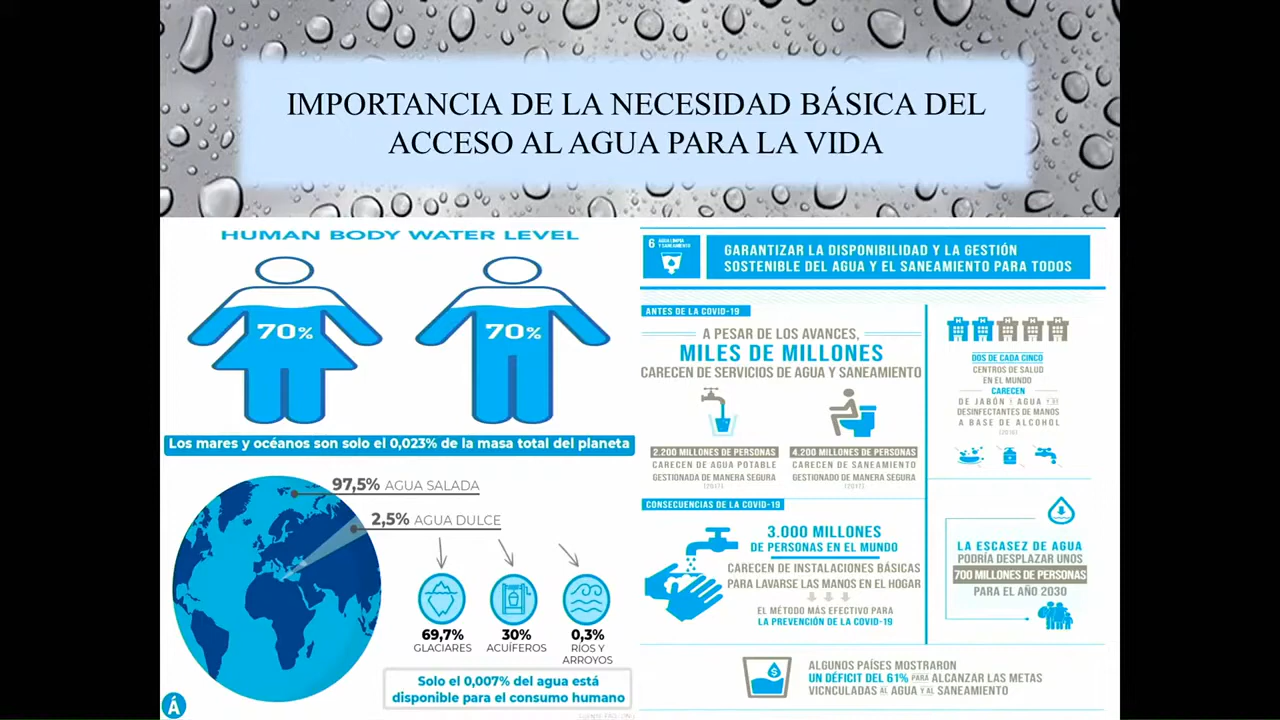 IMPORTANCIA DE LA NECESIDAD BÁSICA DEL
ACCESO AL AGUA PARA LA VIDA
HUMAN BODY WATER LEVEL
70%
70%
Los mares y océanos son solo el 0,023% de la masa total del planeta
97,5% AGUA SALADA
2,5% AGUA DULCE
69,7%
GLACIARES
30%
ACUÍFEROS
0,3%
RIOS Y
ARROYOS
Solo el 0,007% del agua está
disponible para el consumo humano
Á
6 AGUA LIMPIA
Y SANEAMIENTO
GARANTIZAR LA DISPONIBILIDAD Y LA GESTIÓN
SOSTENIBLE DEL AGUA Y EL SANEAMIENTO PARA TODOS
ANTES DE LA COVID-19
A PESAR DE LOS AVANCES,
MILES DE MILLONES
CARECEN DE SERVICIOS DE AGUA Y SANEAMIENTO
2.200 MILLONES DE PERSONAS
CARECEN DE AGUA POTABLE
GESTIONADA DE MANERA SEGURA
(2017)
4.200 MILLONES DE PERSONAS
CARECEN DE SANEAMIENTO
GESTIONADO DE MANERA SEGURA
(2017)
CONSECUENCIAS DE LA COVID-19
3.000 MILLONES
DE PERSONAS EN EL MUNDO
CARECEN DE INSTALACIONES BÁSICAS
PARA LAVARSE LAS MANOS EN EL HOGAR
EL MÉTODO MÁS EFECTIVO PARA
LA PREVENCIÓN DE LA COVID-19
DOS DE CADA CINCO
CENTROS DE SALUD
EN EL MUNDO
CARECEN
DE JABÓN Y AGUA Y DE
DESINFECTANTES DE MANOS
A BASE DE ALCOHOL
(2016)
LA ESCASEZ DE AGUA
PODRÍA DESPLAZAR UNOS
700 MILLONES DE PERSONAS
PARA EL AÑO 2030
ALGUNOS PAÍSES MOSTRARON
UN DÉFICIT DEL 61% PARA ALCANZAR LAS METAS
VICNCULADAS AL AGUA Y AL SANEAMIENTO